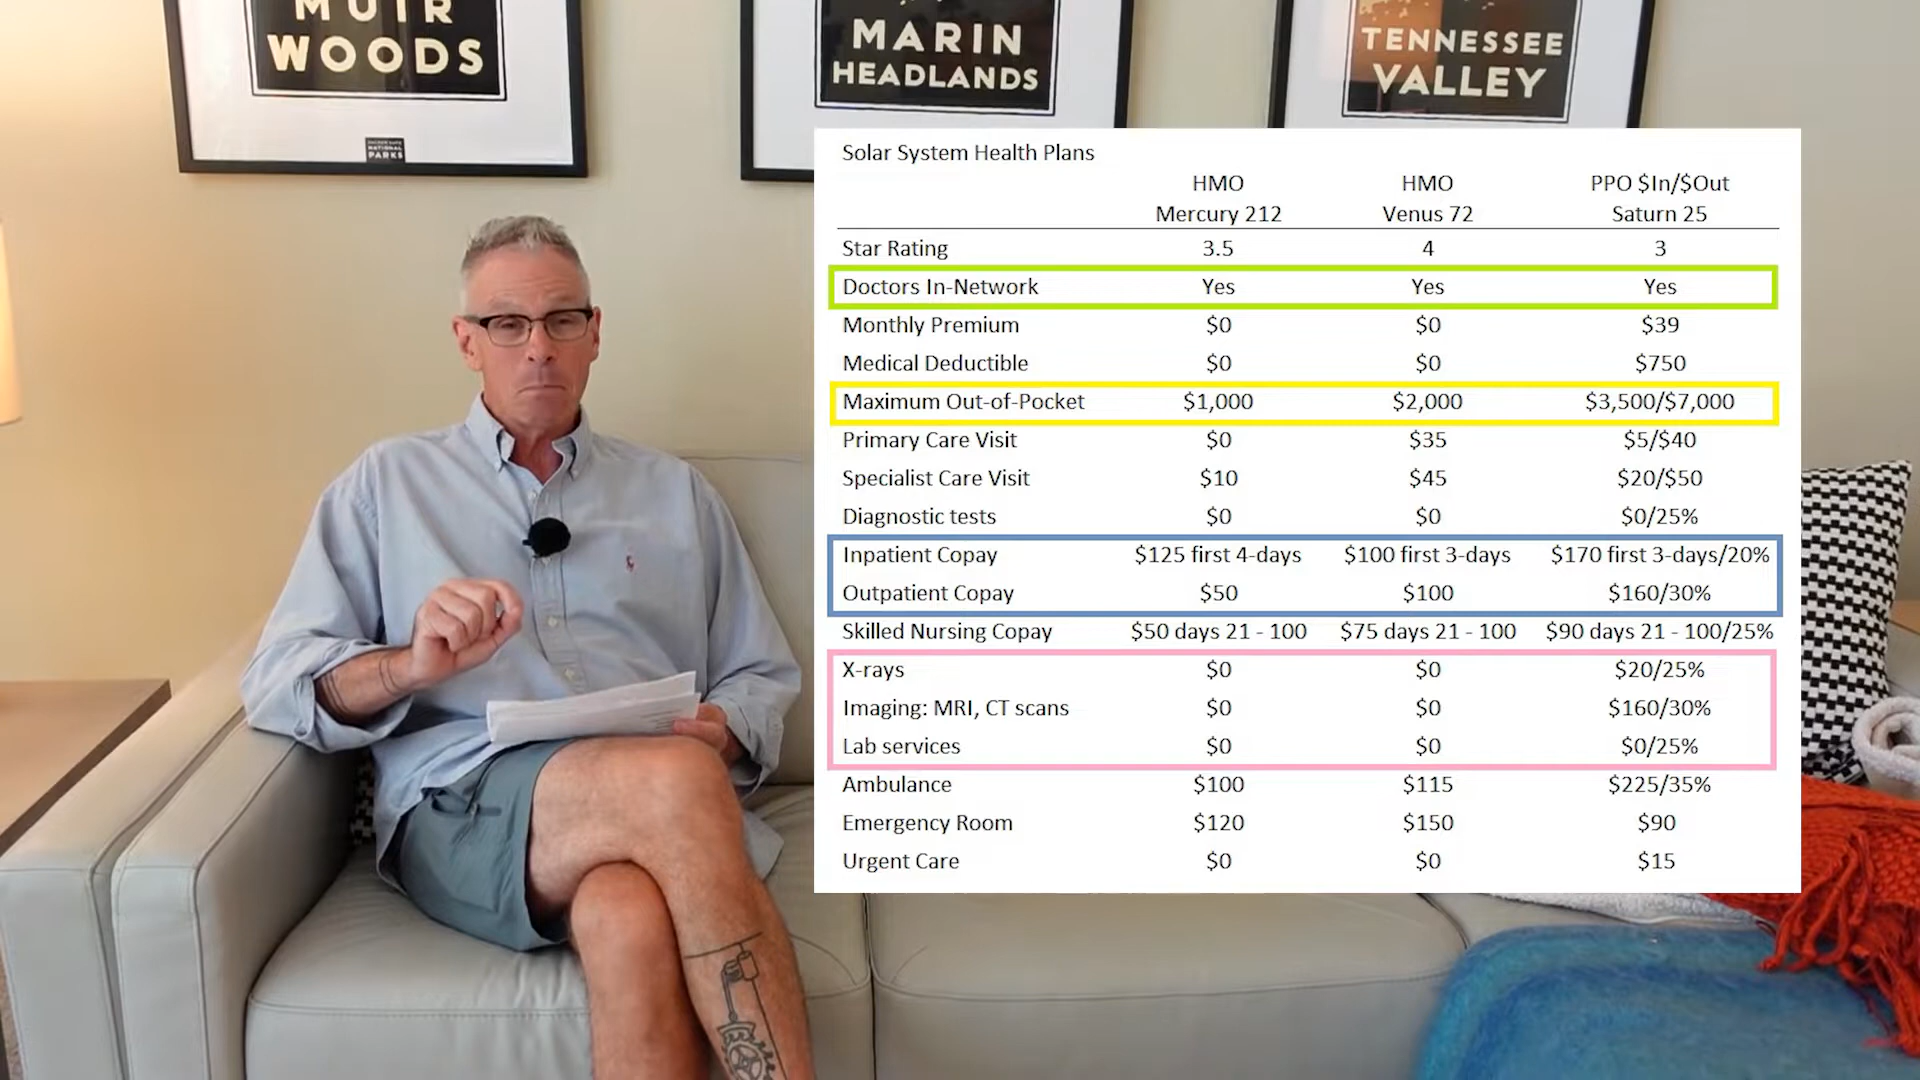 MUIR
WOODS
NATIONAL
PARKS
MARIN
HEADLANDS
TENNESSEE
VALLEY
Solar System Health Plans
HMO HMO PPO $In/$Out
Mercury 212 Venus 72 Saturn 25
Star Rating 3.5 4 3
Doctors In-Network Yes Yes Yes
Monthly Premium $0 $0 $39
Medical Deductible $0 $0 $750
Maximum Out-of-Pocket $1,000 $2,000 $3,500/$7,000
Primary Care Visit $0 $35 $5/$40
Specialist Care Visit $10 $45 $20/$50
Diagnostic tests $0 $0 $0/25%
Inpatient Copay $125 first 4-days $100 first 3-days $170 first 3-days/20%
Outpatient Copay $50 $100 $160/30%
Skilled Nursing Copay $50 days 21 - 100 $75 days 21 - 100 $90 days 21 - 100/25%
X-rays $0 $0 $20/25%
Imaging: MRI, CT scans $0 $0 $160/30%
Lab services $0 $0 $0/25%
Ambulance $100 $115 $225/35%
Emergency Room $120 $150 $90
Urgent Care $0 $0 $15